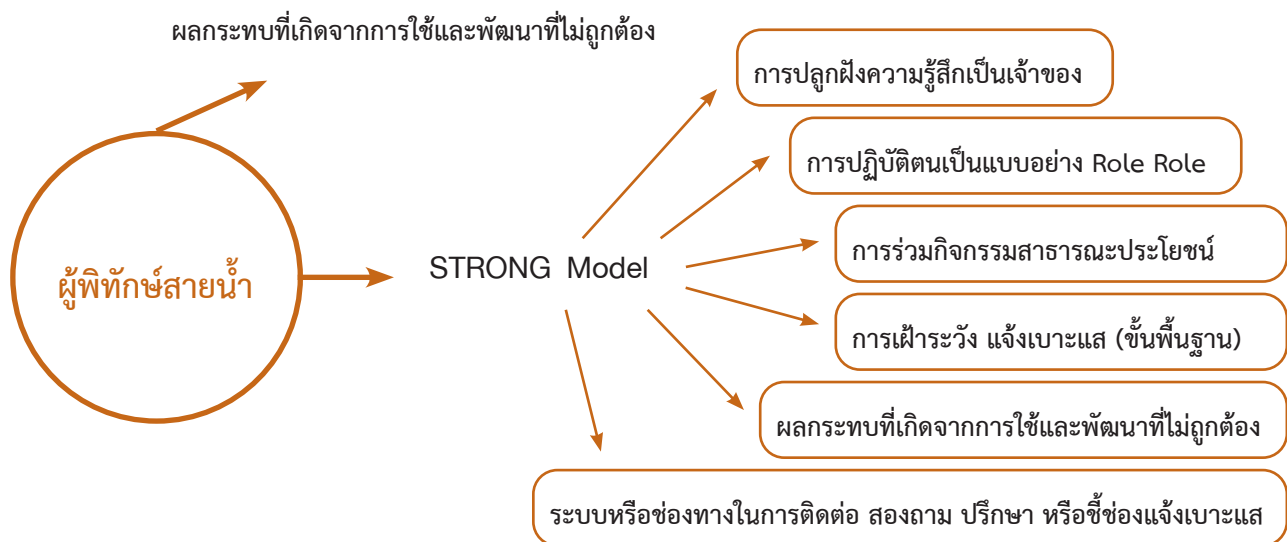 ผลกระทบที่เกิดจากการใช้และพัฒนาที่ไม่ถูกต้อง
การปลูกฝังความรู้สึกเป็นเจ้าของ
การปฏิบัติตนเป็นแบบอย่าง Role Role
การร่วมกิจกรรมสาธารณะประโยชน์
ผู้พิทักษ์สายน้ำ
STRONG Model
การเฝ้าระวัง แจ้งเบาะแส (ขั้นพื้นฐาน)
ผลกระทบที่เกิดจากการใช้และพัฒนาที่ไม่ถูกต้อง
ระบบหรือช่องทางในการติดต่อ สองถาม ปรึกษา หรือชี้ช่องแจ้งเบาะแส